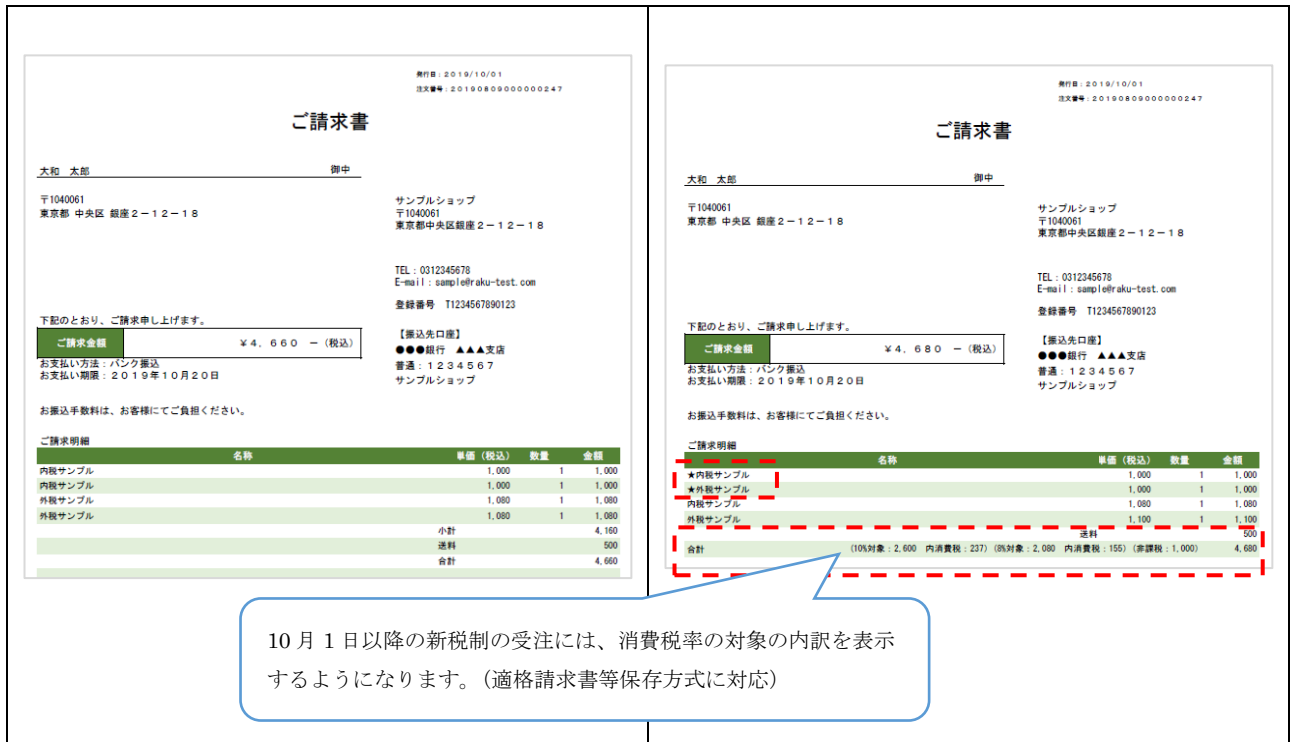 発行日：２０１９/１０/０１
注文番号：２０１９０８０９００００００２４７
ご請求書
大和　太郎　御中
〒1040061
東京都 中央区 銀座２－１２－１８
サンプルショップ
〒1040061
東京都中央区銀座２－１２－１８
TEL：0312345678
E-mail：sample@raku-test.com
登録番号　T1234567890123
下記のとおり、ご請求申し上げます。
ご請求金額　￥４，６６０　－（税込）
お支払い方法：バンク振込
お支払い期限：２０１９年１０月２０日
【振込先口座】
●●●銀行　▲▲▲支店
普通：１２３４５６７
サンプルショップ
お振込手数料は、お客様にてご負担ください。
ご請求明細
名称　単価（税込）　数量　金額
内税サンプル　1,000　1　1,000
内税サンプル　1,000　1　1,000
外税サンプル　1,080　1　1,080
外税サンプル　1,080　1　1,080
小計　4,160
送料　500
合計　4,660
発行日：２０１９/１０/０１
注文番号：２０１９０８０９００００００２４７
ご請求書
大和　太郎　御中
〒1040061
東京都 中央区 銀座２－１２－１８
サンプルショップ
〒1040061
東京都中央区銀座２－１２－１８
TEL：0312345678
E-mail：sample@raku-test.com
登録番号　T1234567890123
下記のとおり、ご請求申し上げます。
ご請求金額　￥４，６８０　－（税込）
お支払い方法：バンク振込
お支払い期限：２０１９年１０月２０日
【振込先口座】
●●●銀行　▲▲▲支店
普通：１２３４５６７
サンプルショップ
お振込手数料は、お客様にてご負担ください。
ご請求明細
名称　単価（税込）　数量　金額
★内税サンプル　1,000　1　1,000
★外税サンプル　1,000　1　1,000
内税サンプル　1,080　1　1,080
外税サンプル　1,100　1　1,100
送料　500
合計　(10%対象：2,600　内消費税：237)（8%対象：2,080　内消費税：155)（非課税：1,000）　4,680
10 月 1 日以降の新税制の受注には、消費税率の対象の内訳を表示
するようになります。（適格請求書等保存方式に対応）